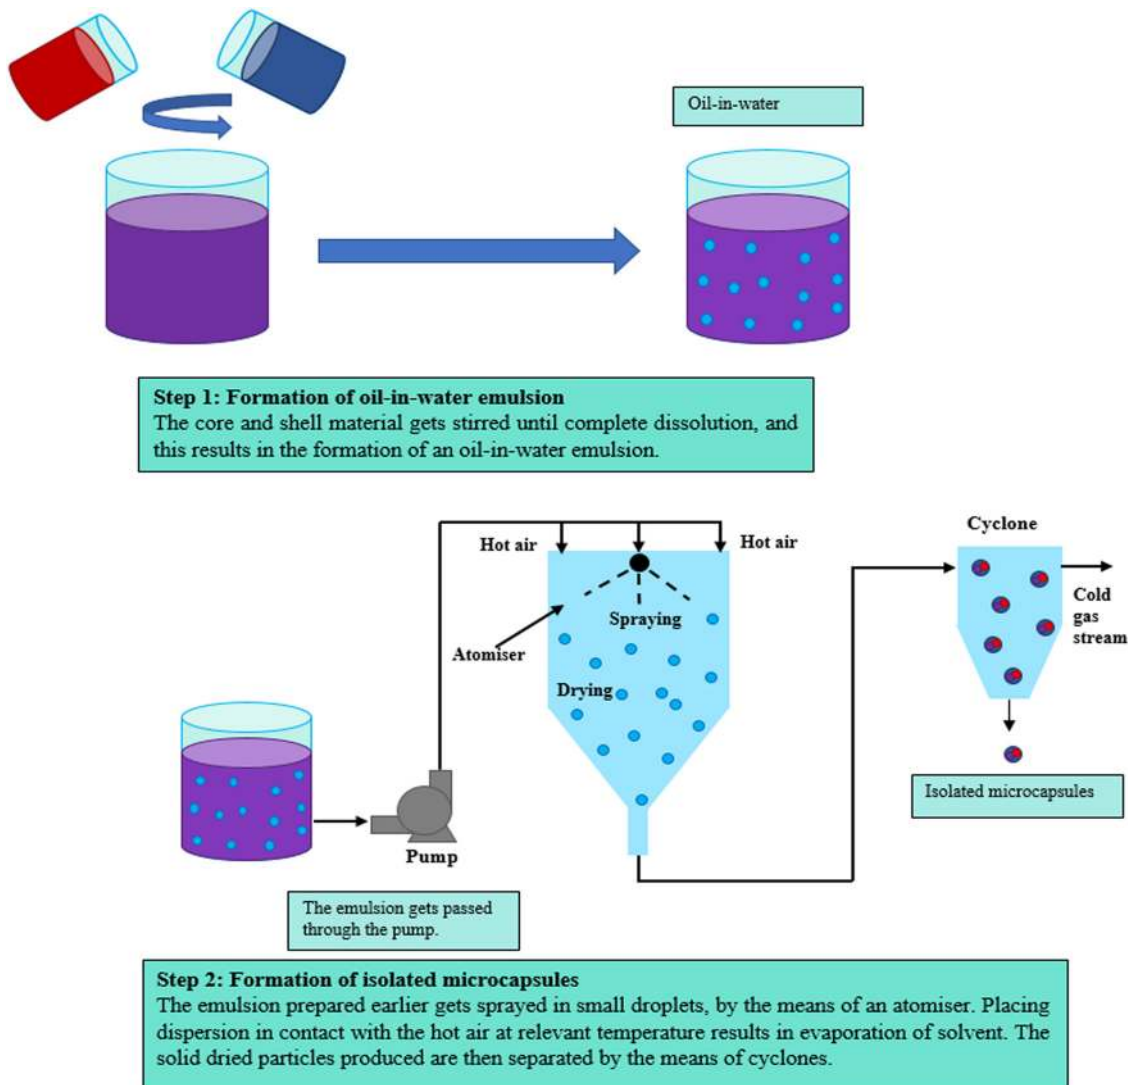 Oil-in-water
Step 1: Formation of oil-in-water emulsion
The core and shell material gets stirred until complete dissolution, and
this results in the formation of an oil-in-water emulsion.
Hot air
Hot air
Cyclone
Spraying
Atomiser
Cold
gas
stream
Drying
Isolated microcapsules
Pump
The emulsion gets passed
through the pump.
Step 2: Formation of isolated microcapsules
The emulsion prepared earlier gets sprayed in small droplets, by the means of an atomiser. Placing
dispersion in contact with the hot air at relevant temperature results in evaporation of solvent. The
solid dried particles produced are then separated by the means of cyclones.